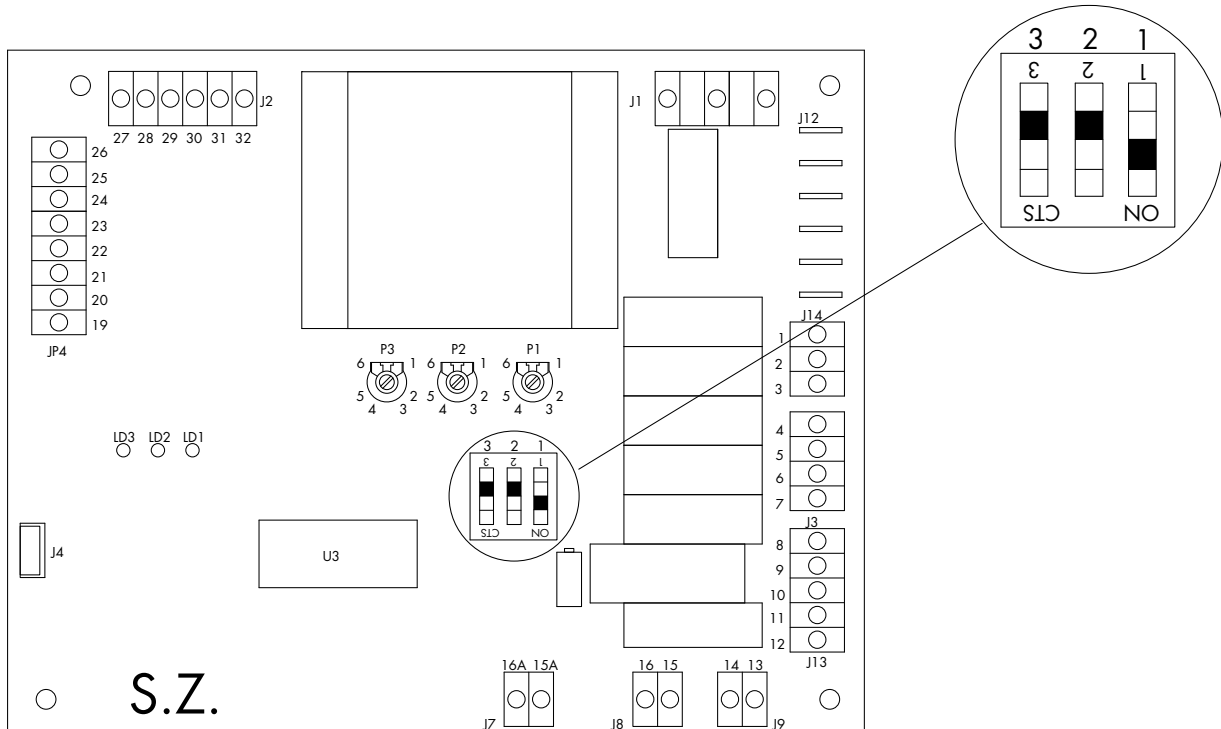 3 2 1
3 2 1
CTS ON
J2
27 28 29 30 31 32
J1
J12
26
25
24
23
22
21
20
19
JP4
J14
1
2
3
P3 P2 P1
6 1 6 1 6 1
5 2 5 2 5 2
4 3 4 3 4 3
4
5
6
7
J3
LD3 LD2 LD1
3 2 1
3 2 1
CTS ON
J4
U3
8
9
10
11
12
J13
S.Z.
16A 15A
16 15
14 13
J7
J8
J9